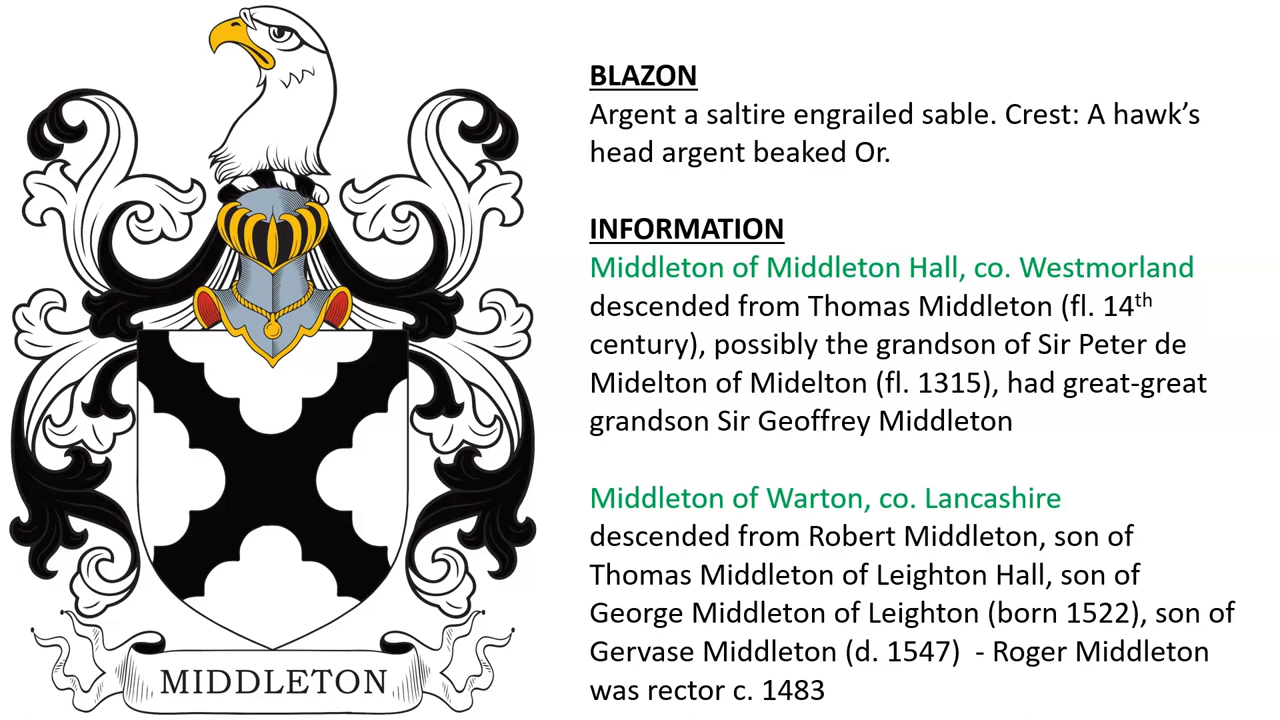 BLAZON
Argent a saltire engrailed sable. Crest: A hawk’s
head argent beaked Or.
INFORMATION
Middleton of Middleton Hall, co. Westmorland
descended from Thomas Middleton (fl. 14th
century), possibly the grandson of Sir Peter de
Midelton of Midelton (fl. 1315), had great-great
grandson Sir Geoffrey Middleton
Middleton of Warton, co. Lancashire
descended from Robert Middleton, son of
Thomas Middleton of Leighton Hall, son of
George Middleton of Leighton (born 1522), son of
Gervase Middleton (d. 1547)  - Roger Middleton
was rector c. 1483
MIDDLETON